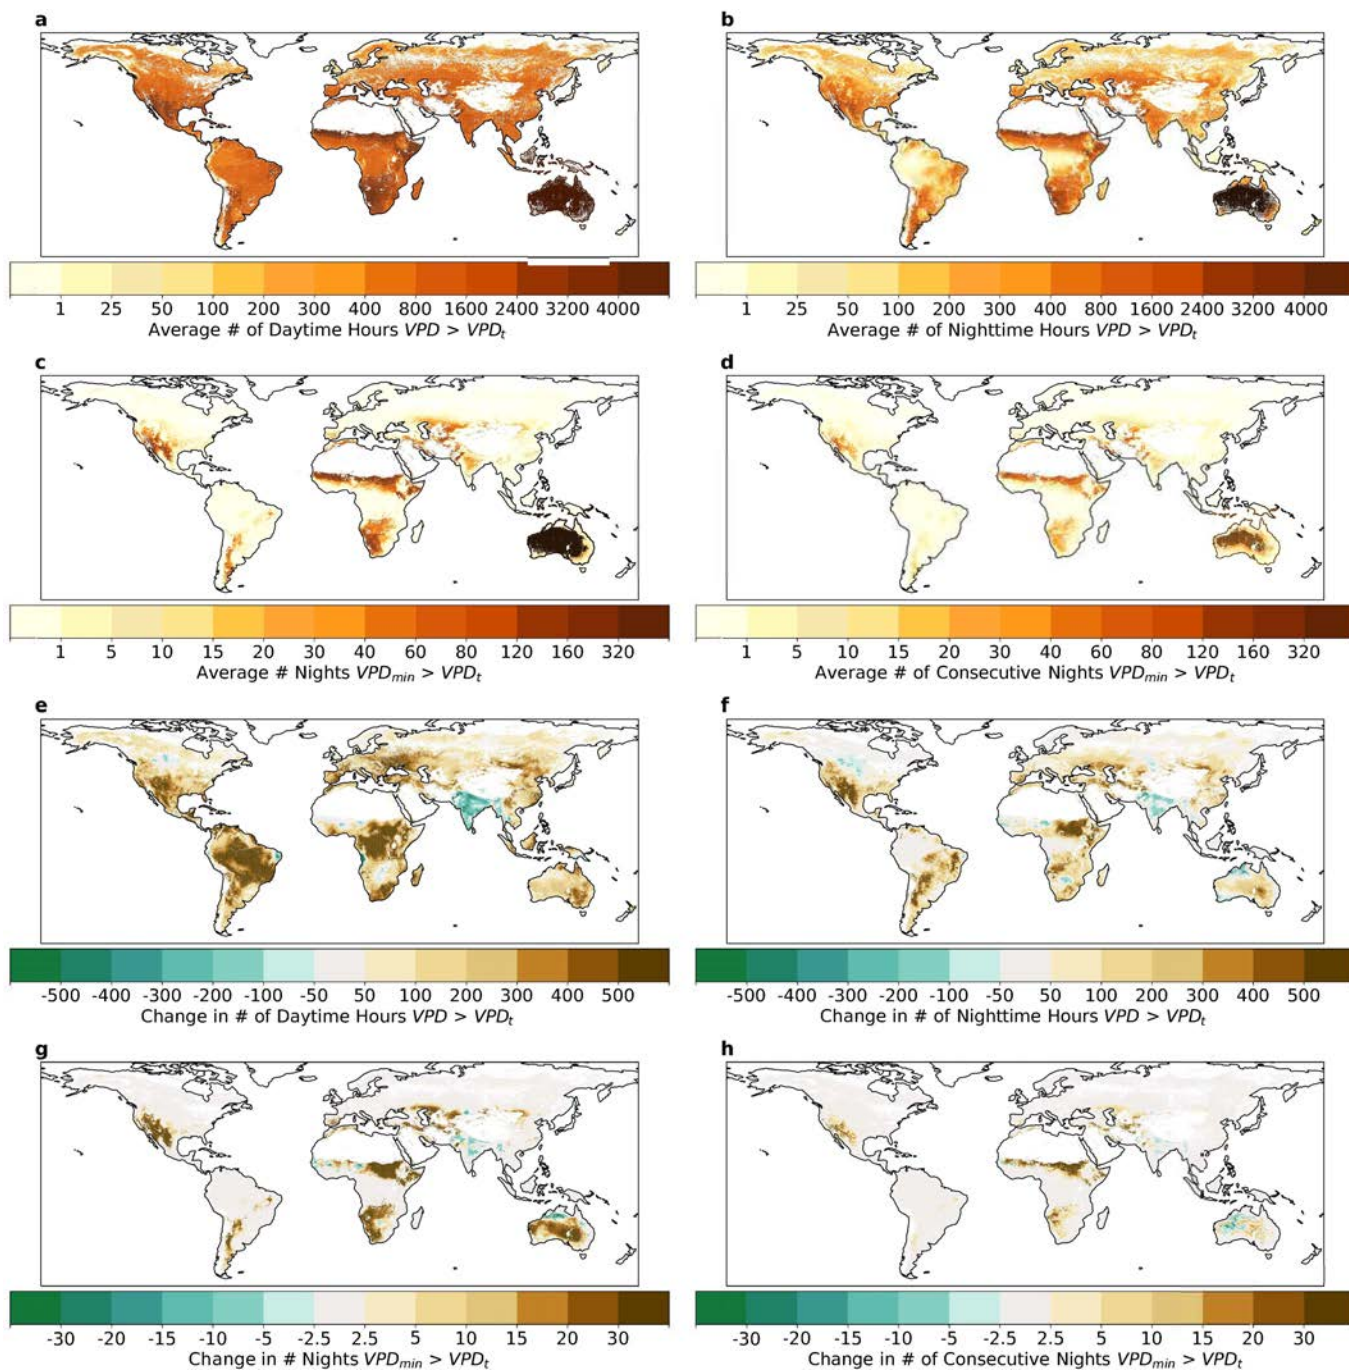 a
b
1 25 50 100 200 300 400 800 1600 2400 3200 4000
Average # of Daytime Hours VPD > VPDₜ
1 25 50 100 200 300 400 800 1600 2400 3200 4000
Average # of Nighttime Hours VPD > VPDₜ
c
d
1 5 10 15 20 30 40 60 80 120 160 320
Average # Nights VPDₘᵢₙ > VPDₜ
1 5 10 15 20 30 40 60 80 120 160 320
Average # of Consecutive Nights VPDₘᵢₙ > VPDₜ
e
f
-500 -400 -300 -200 -100 -50 50 100 200 300 400 500
Change in # of Daytime Hours VPD > VPDₜ
-500 -400 -300 -200 -100 -50 50 100 200 300 400 500
Change in # of Nighttime Hours VPD > VPDₜ
g
h
-30 -20 -15 -10 -5 -2.5 2.5 5 10 15 20 30
Change in # Nights VPDₘᵢₙ > VPDₜ
-30 -20 -15 -10 -5 -2.5 2.5 5 10 15 20 30
Change in # of Consecutive Nights VPDₘᵢₙ > VPDₜ